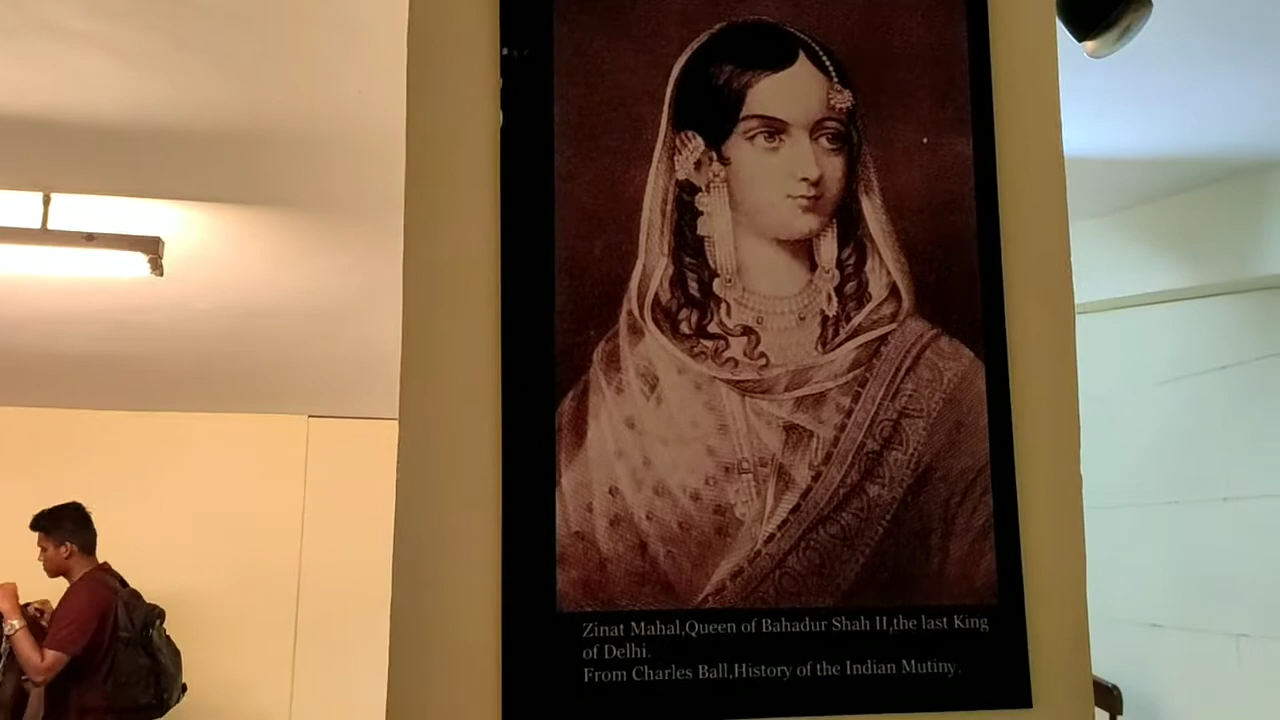 Zinat Mahal,Queen of Bahadur Shah II,the last King
of Delhi.
From Charles Ball,History of the Indian Mutiny.